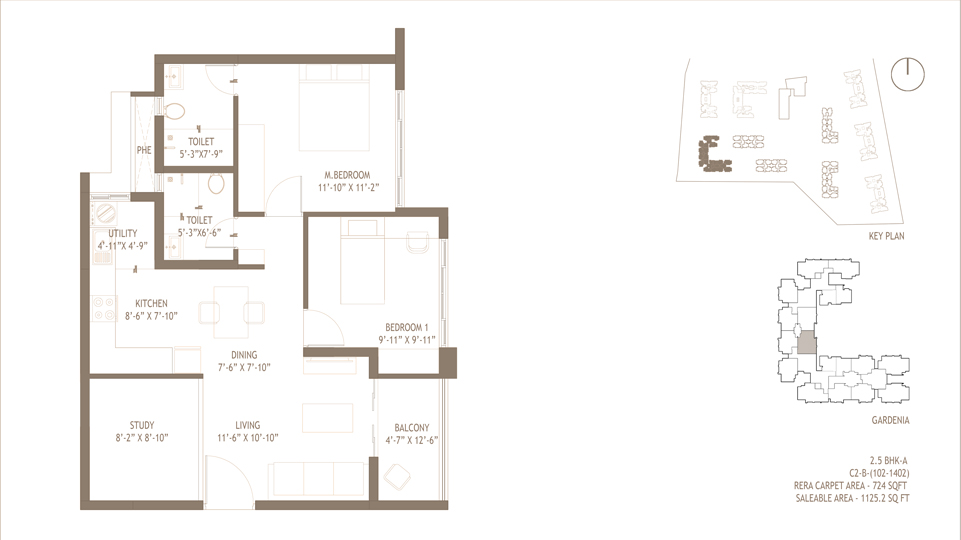 TOILET
5'-3"X7'-9"
PHE
M.BEDROOM
11'-10" X 11'-2"
TOILET
5'-3"X6'-6"
UTILITY
4'-11"X 4'-9"
KITCHEN
8'-6" X 7'-10"
BEDROOM 1
9'-11" X 9'-11"
DINING
7'-6" X 7'-10"
STUDY
8'-2" X 8'-10"
LIVING
11'-6" X 10'-10"
BALCONY
4'-7" X 12'-6"
KEY PLAN
GARDENIA
2.5 BHK-A
C2-B-(102-1402)
RERA CARPET AREA - 724 SQFT
SALEABLE AREA - 1125.2 SQ FT